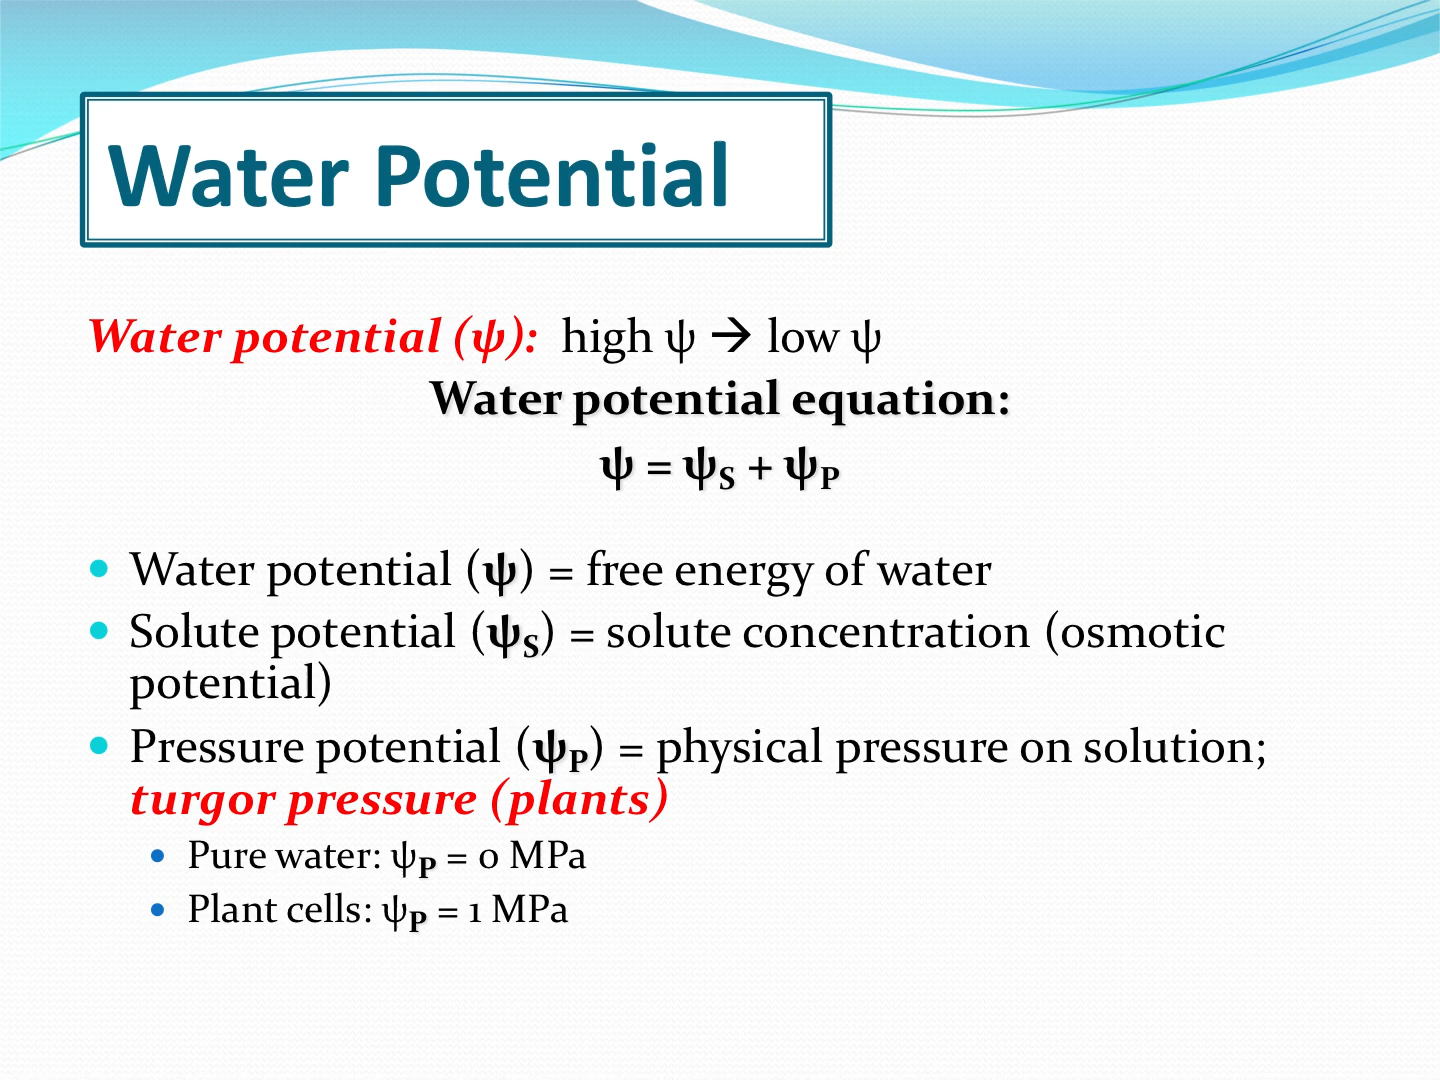 Water Potential
Water potential (ψ): high ψ → low ψ
Water potential equation:
ψ = ψS + ψP
• Water potential (ψ) = free energy of water
• Solute potential (ψS) = solute concentration (osmotic
potential)
• Pressure potential (ψP) = physical pressure on solution;
turgor pressure (plants)
• Pure water: ψP = 0 MPa
• Plant cells: ψP = 1 MPa